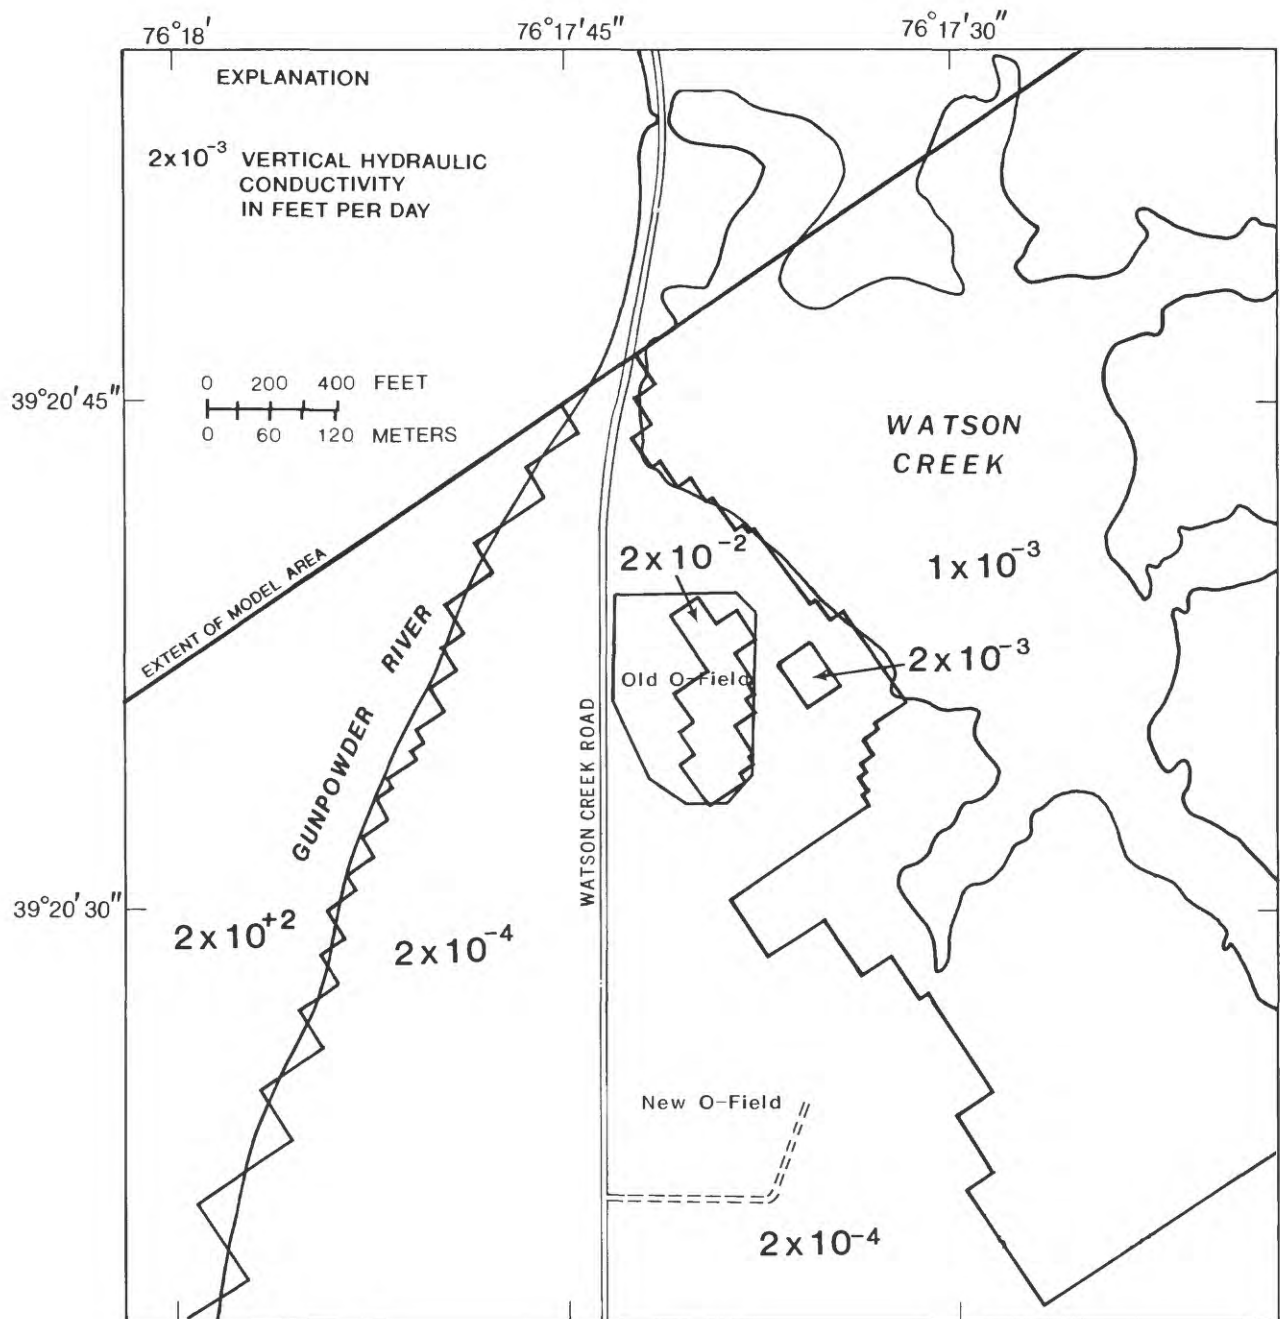 76°18' 76°17'45" 76°17'30"
EXPLANATION
2x10⁻³ VERTICAL HYDRAULIC
CONDUCTIVITY
IN FEET PER DAY
0 200 400 FEET
0 60 120 METERS
39°20'45"
WATSON
CREEK
EXTENT OF MODEL AREA
2x10⁻²
1x10⁻³
GUNPOWDER RIVER
Old O-Field
2x10⁻³
WATSON CREEK ROAD
39°20'30"
2x10⁺²
2x10⁻⁴
New O-Field
2x10⁻⁴